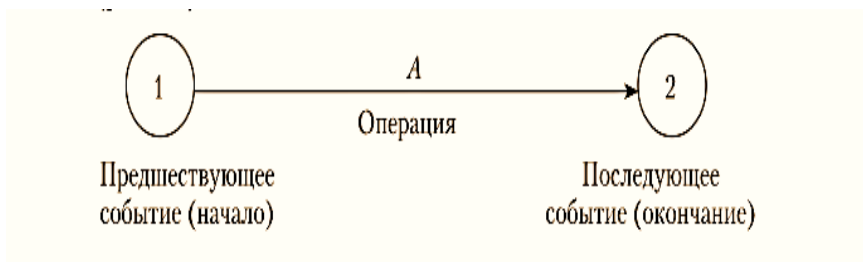 A
1
2
Операция
Предшествующее
событие (начало)
Последующее
событие (окончание)